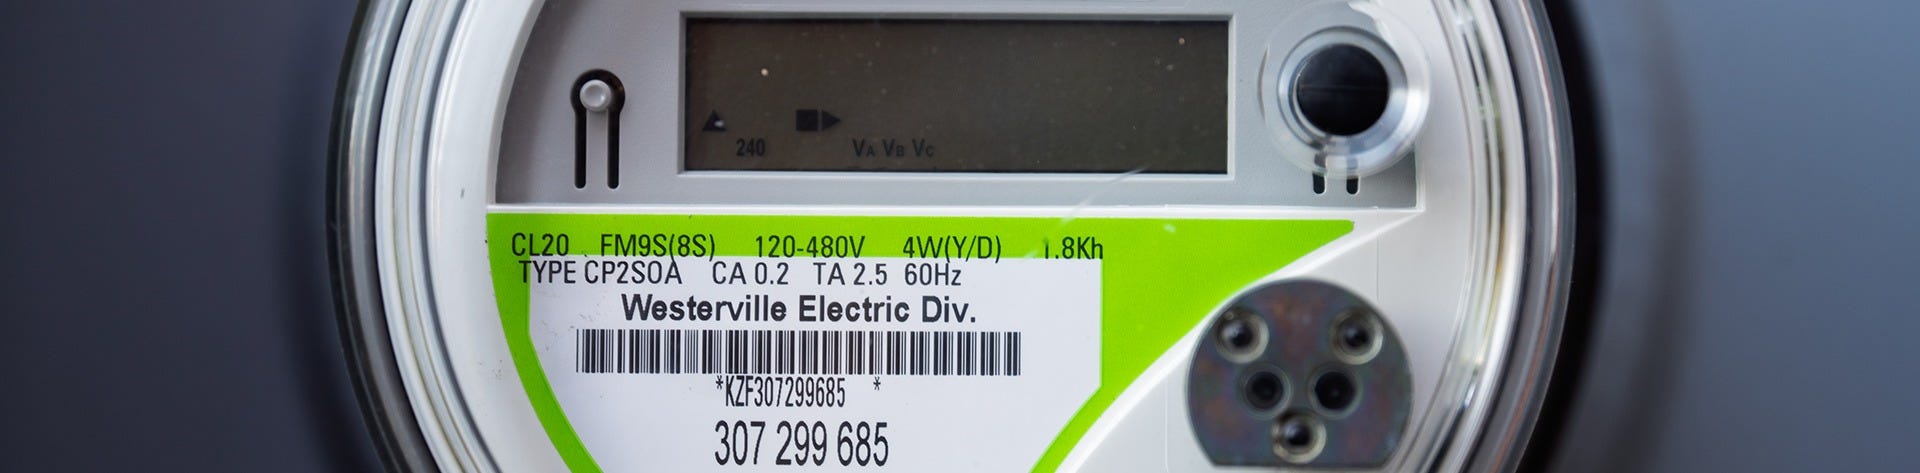 240 VA VB VC
CL20 FM9S(8S) 120-480V 4W(Y/D) 1.8Kh
TYPE CP2SOA CA 0.2 TA 2.5 60Hz
Westerville Electric Div.
*KZF307299685 *
307 299 685